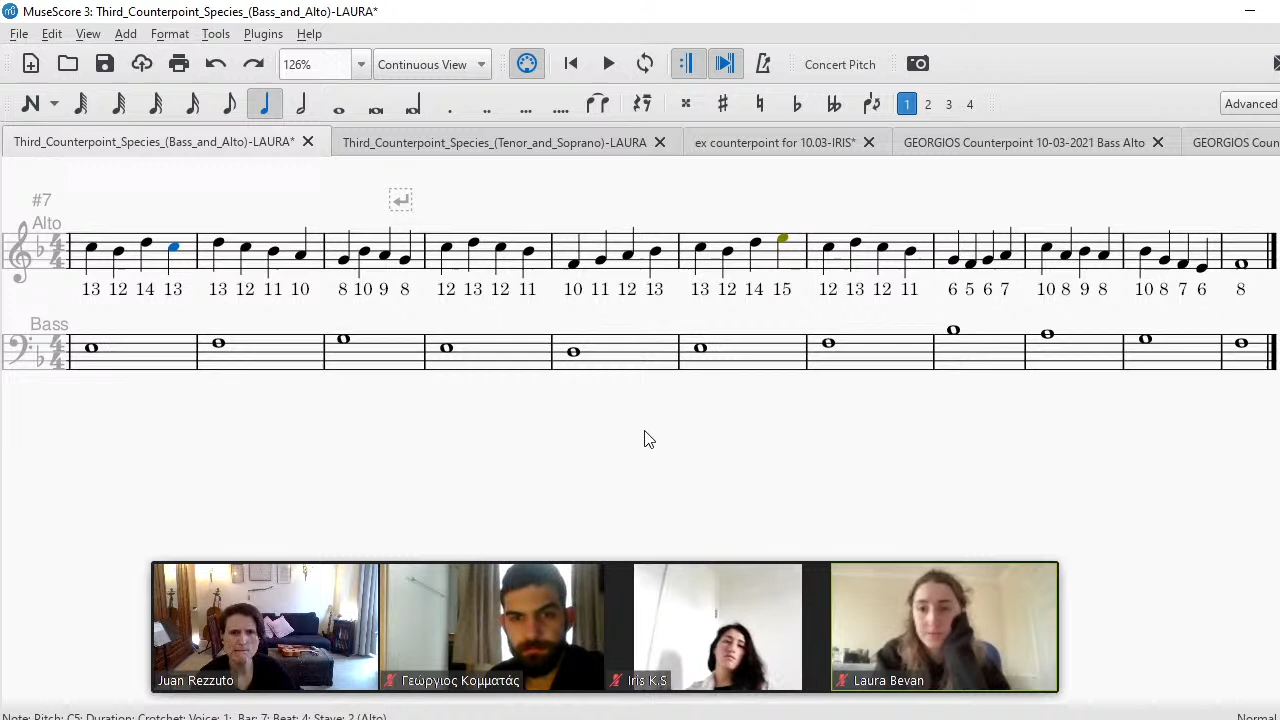 MuseScore 3: Third_Counterpoint_Species_(Bass_and_Alto)-LAURA*
File Edit View Add Format Tools Plugins Help
126% Continuous View Concert Pitch
1 2 3 4 Advanced
Third_Counterpoint_Species_(Bass_and_Alto)-LAURA* Third_Counterpoint_Species_(Tenor_and_Soprano)-LAURA ex counterpoint for 10.03-IRIS* GEORGIOS Counterpoint 10-03-2021 Bass Alto GEORGIOS Coun
#7
Alto
13 12 14 13 13 12 11 10 8 10 9 8 12 13 12 11 10 11 12 13 13 12 14 15 12 13 12 11 6 5 6 7 10 8 9 8 10 8 7 6 8
Bass
Juan Rezzuto Γεώργιος Κομματάς Iris K.S Laura Bevan
Note; Pitch: C5; Duration: Crotchet; Voice: 1; Bar: 7; Beat: 4; Stave: 2 (Alto) Normal